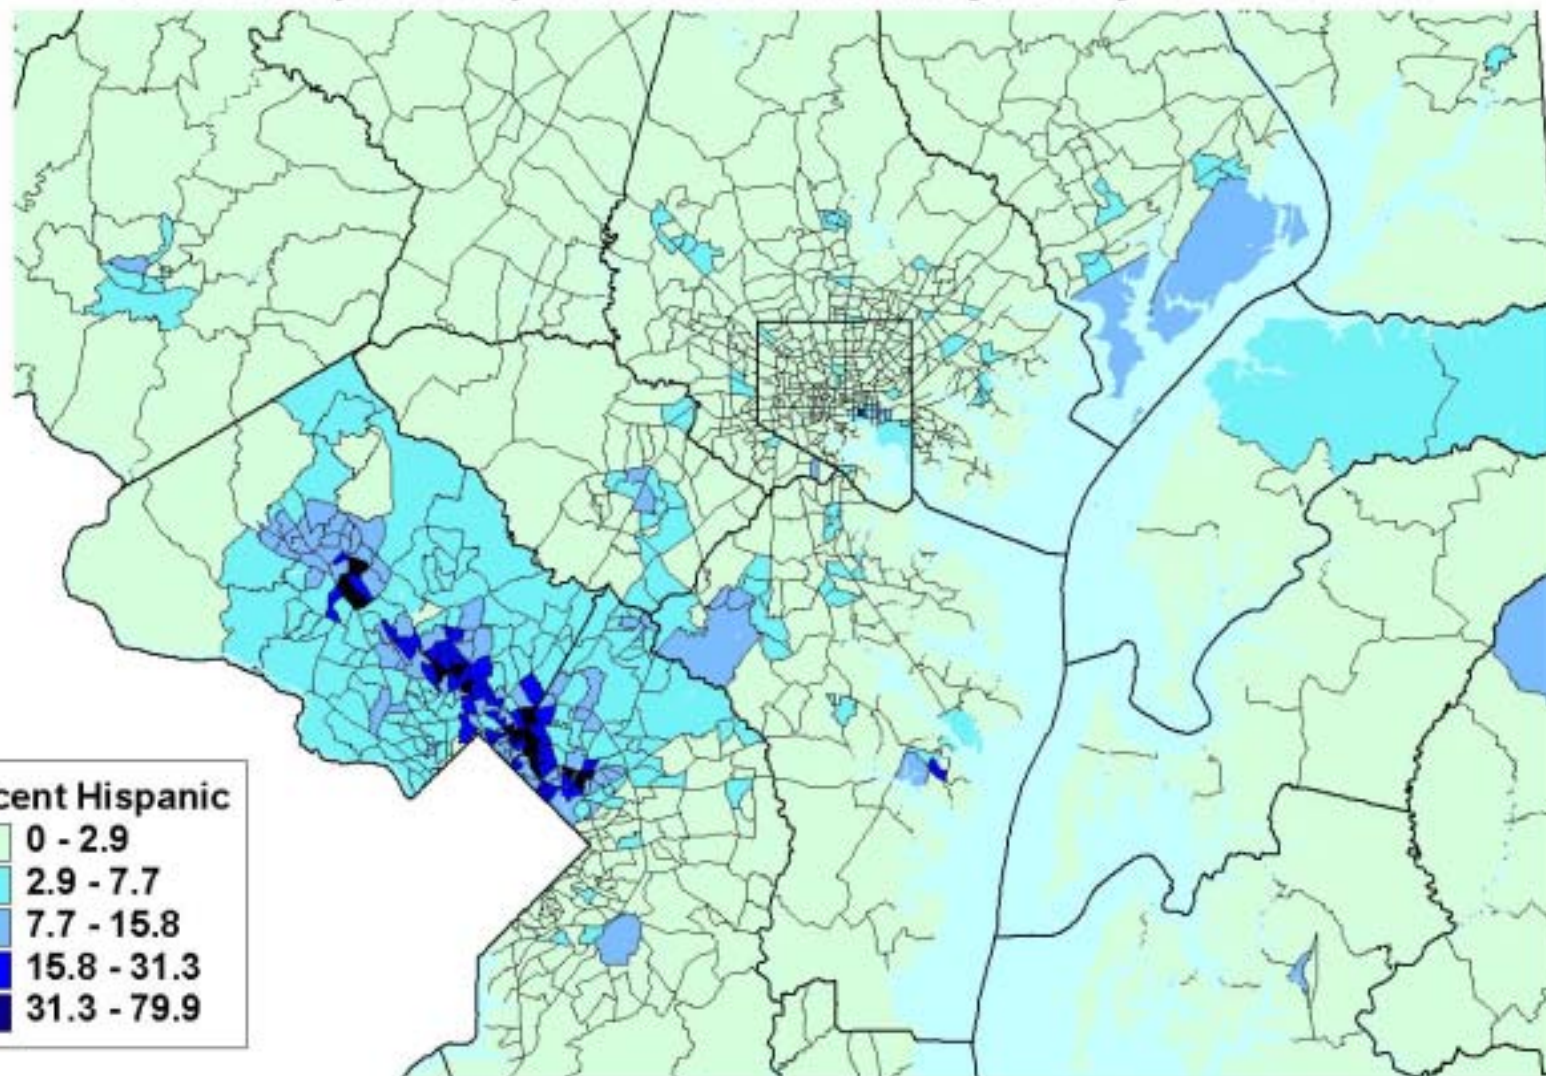 cent Hispanic
0 - 2.9
2.9 - 7.7
7.7 - 15.8
15.8 - 31.3
31.3 - 79.9